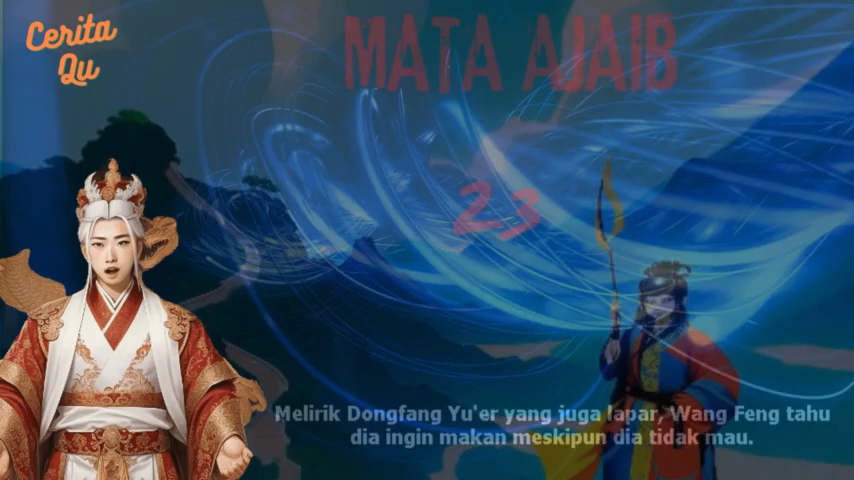 Cerita
Qu
MATA AJAIB
23
Melirik Dongfang Yu'er yang juga lapar, Wang Feng tahu
dia ingin makan meskipun dia tidak mau.